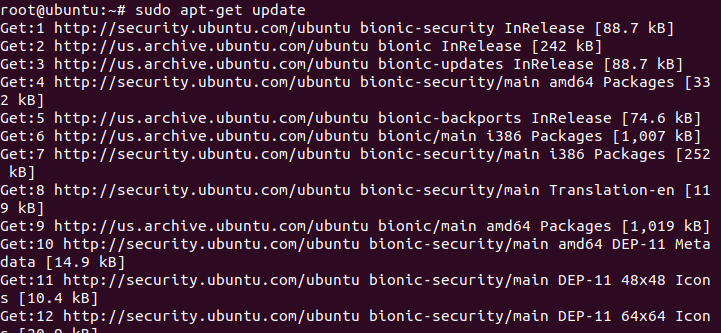 root@ubuntu:~# sudo apt-get update
Get:1 http://security.ubuntu.com/ubuntu bionic-security InRelease [88.7 kB]
Get:2 http://us.archive.ubuntu.com/ubuntu bionic InRelease [242 kB]
Get:3 http://us.archive.ubuntu.com/ubuntu bionic-updates InRelease [88.7 kB]
Get:4 http://security.ubuntu.com/ubuntu bionic-security/main amd64 Packages [33
2 kB]
Get:5 http://us.archive.ubuntu.com/ubuntu bionic-backports InRelease [74.6 kB]
Get:6 http://us.archive.ubuntu.com/ubuntu bionic/main i386 Packages [1,007 kB]
Get:7 http://security.ubuntu.com/ubuntu bionic-security/main i386 Packages [252
 kB]
Get:8 http://security.ubuntu.com/ubuntu bionic-security/main Translation-en [11
9 kB]
Get:9 http://us.archive.ubuntu.com/ubuntu bionic/main amd64 Packages [1,019 kB]
Get:10 http://security.ubuntu.com/ubuntu bionic-security/main amd64 DEP-11 Meta
data [14.9 kB]
Get:11 http://security.ubuntu.com/ubuntu bionic-security/main DEP-11 48x48 Icon
s [10.4 kB]
Get:12 http://security.ubuntu.com/ubuntu bionic-security/main DEP-11 64x64 Icon